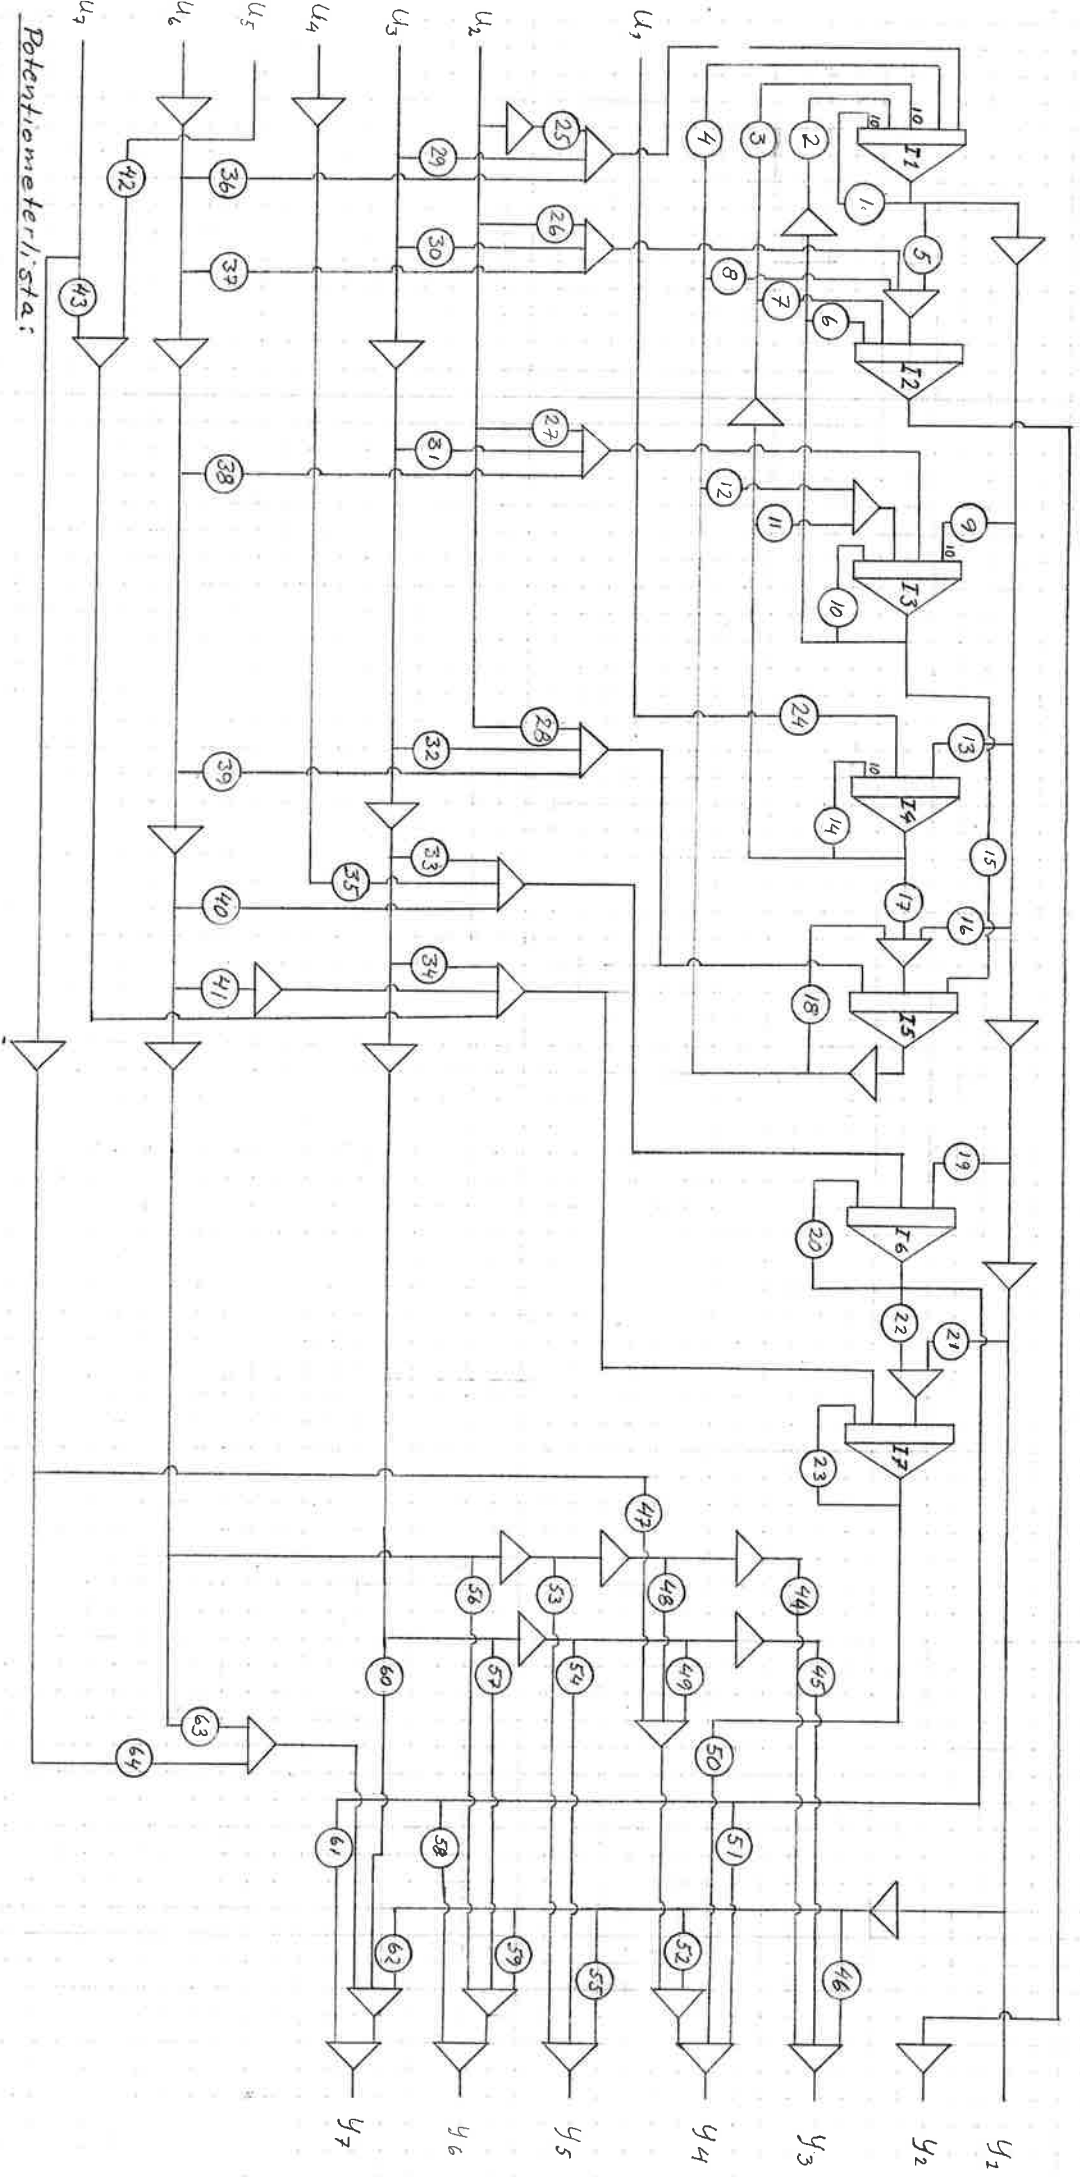 y1
15
9 13 16 19 21
10 10 10
5
I1 I2 I3 I4 17 I5 I6 22 I7 y2
10
1. 10 14 18 20 23 46
2 6 24 44 45 y3
3 7 11
4 8 12 50 51 y4
47 48 49 52
u1
25 26 27 28 53 54 55 y5
59
u2 56 57 y6
29 30 31 32 33 34 58
u3 60 62
35 61 y7
u4
36 37 38 39 40 41
u5 63
u6 42 64
u7 43
Potentiometerlista: